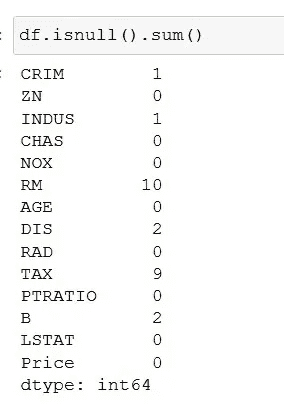 df.isnull().sum()
CRIM 1
ZN 0
INDUS 1
CHAS 0
NOX 0
RM 10
AGE 0
DIS 2
RAD 0
TAX 9
PTRATIO 0
B 2
LSTAT 0
Price 0
dtype: int64